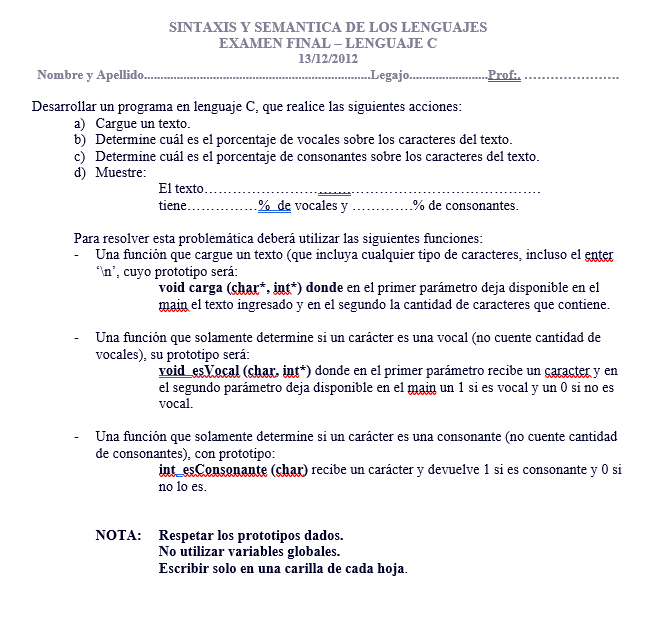 SINTAXIS Y SEMANTICA DE LOS LENGUAJES
EXAMEN FINAL – LENGUAJE C
13/12/2012
Nombre y Apellido......................................................................Legajo........................Prof:. ......................
Desarrollar un programa en lenguaje C, que realice las siguientes acciones:
a) Cargue un texto.
b) Determine cuál es el porcentaje de vocales sobre los caracteres del texto.
c) Determine cuál es el porcentaje de consonantes sobre los caracteres del texto.
d) Muestre:
El texto……………………………………………………………………………
tiene……………% de vocales y …………% de consonantes.
Para resolver esta problemática deberá utilizar las siguientes funciones:
- Una función que cargue un texto (que incluya cualquier tipo de caracteres, incluso el enter
‘\n’, cuyo prototipo será:
void carga (char*, int*) donde en el primer parámetro deja disponible en el
main el texto ingresado y en el segundo la cantidad de caracteres que contiene.
- Una función que solamente determine si un carácter es una vocal (no cuente cantidad de
vocales), su prototipo será:
void esVocal (char, int*) donde en el primer parámetro recibe un caracter y en
el segundo parámetro deja disponible en el main un 1 si es vocal y un 0 si no es
vocal.
- Una función que solamente determine si un carácter es una consonante (no cuente cantidad
de consonantes), con prototipo:
int esConsonante (char) recibe un carácter y devuelve 1 si es consonante y 0 si
no lo es.
NOTA: Respetar los prototipos dados.
No utilizar variables globales.
Escribir solo en una carilla de cada hoja.